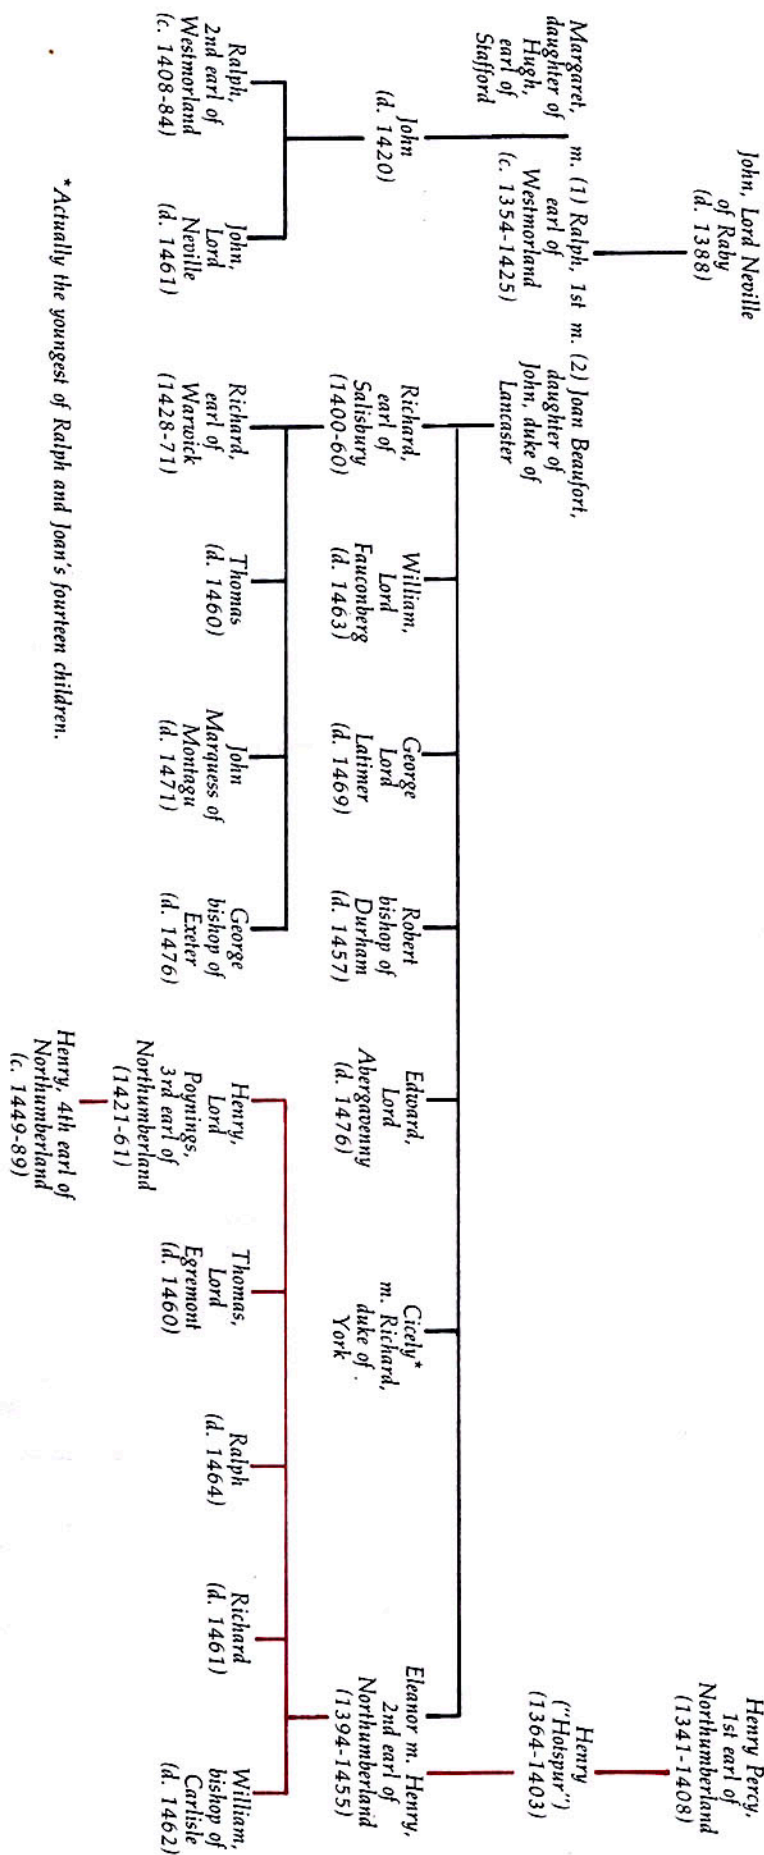 John, Lord Neville
of Raby
(d. 1388)
Henry Percy,
1st earl of
Northumberland
(1341-1408)
Margaret,
daughter of
Hugh,
earl of
Stafford
m. (1) Ralph, 1st m. (2) Joan Beaufort,
earl of
Westmorland
(c. 1354-1425)
daughter of
John, duke of
Lancaster
Henry
("Hotspur")
(1364-1403)
John
(d. 1420)
Richard,
earl of
Salisbury
(1400-60)
William,
Lord
Fauconberg
(d. 1463)
George
Lord
Latimer
(d. 1469)
Robert
bishop of
Durham
(d. 1457)
Edward,
Lord
Abergavenny
(d. 1476)
Cicely*
m. Richard,
duke of
York
Eleanor m. Henry,
2nd earl of
Northumberland
(1394-1455)
Ralph,
2nd earl of
Westmorland
(c. 1408-84)
John,
Lord
Neville
(d. 1461)
Richard,
earl of
Warwick
(1428-71)
Thomas
(d. 1460)
John
Marquess of
Montagu
(d. 1471)
George
bishop of
Exeter
(d. 1476)
Henry,
Lord
Poynings,
3rd earl of
Northumberland
(1421-61)
Thomas,
Lord
Egremont
(d. 1460)
Ralph
(d. 1464)
Richard
(d. 1461)
William,
bishop of
Carlisle
(d. 1462)
Henry, 4th earl of
Northumberland
(c. 1449-89)
*Actually the youngest of Ralph and Joan's fourteen children.